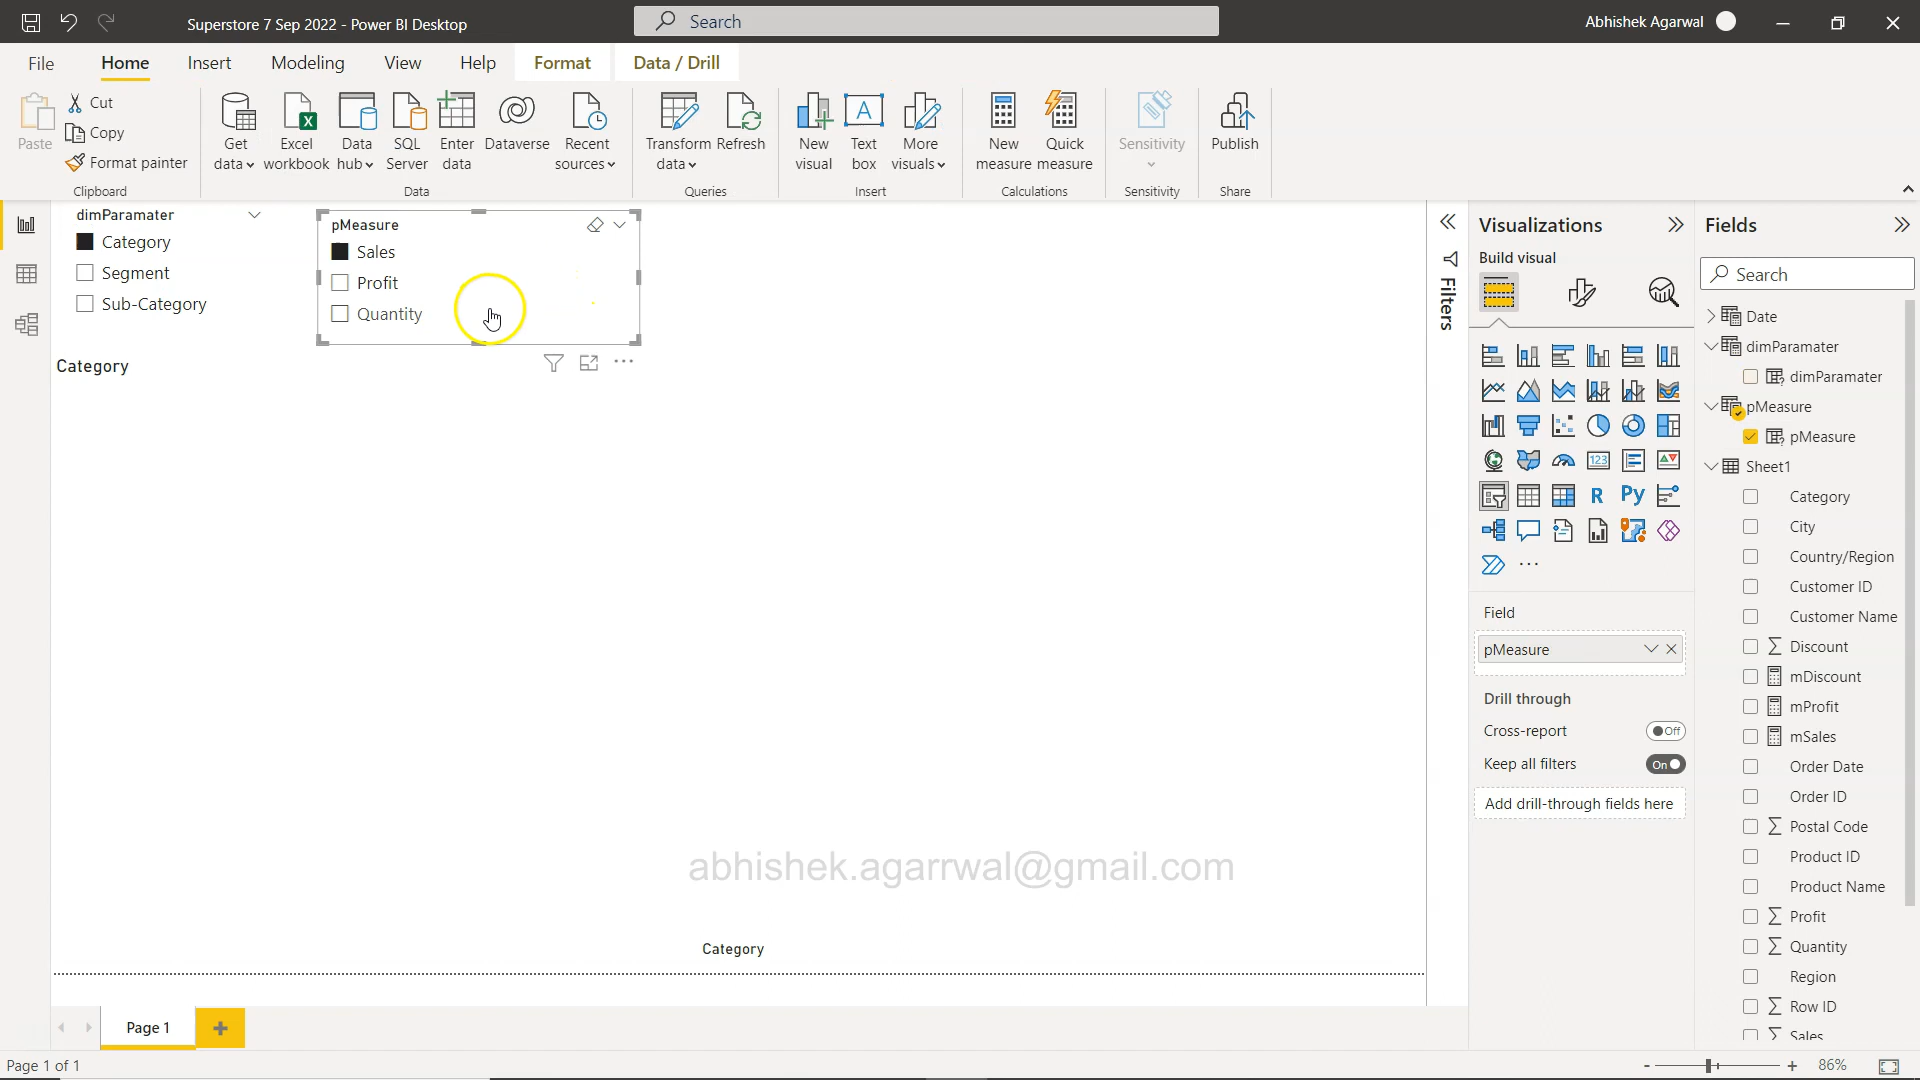 Superstore 7 Sep 2022 - Power BI Desktop
Search
Abhishek Agarwal
File
Home
Insert
Modeling
View
Help
Format
Data / Drill
Paste
Cut
Copy
Format painter
Clipboard
Get data
Excel workbook
Data hub
SQL Server
Enter data
Dataverse
Recent sources
Data
Transform data
Refresh
Queries
New visual
Text box
More visuals
Insert
New measure
Quick measure
Calculations
Sensitivity
Sensitivity
Publish
Share
dimParamater
Category
Segment
Sub-Category
pMeasure
Sales
Profit
Quantity
Category
abhishek.agarrwal@gmail.com
Category
Filters
Visualizations
Build visual
123
R
Py
Field
pMeasure
Drill through
Cross-report
Off
Keep all filters
On
Add drill-through fields here
Fields
Search
Date
dimParamater
dimParamater
pMeasure
pMeasure
Sheet1
Category
City
Country/Region
Customer ID
Customer Name
Discount
mDiscount
mProfit
mSales
Order Date
Order ID
Postal Code
Product ID
Product Name
Profit
Quantity
Region
Row ID
Sales
Page 1
Page 1 of 1
86%